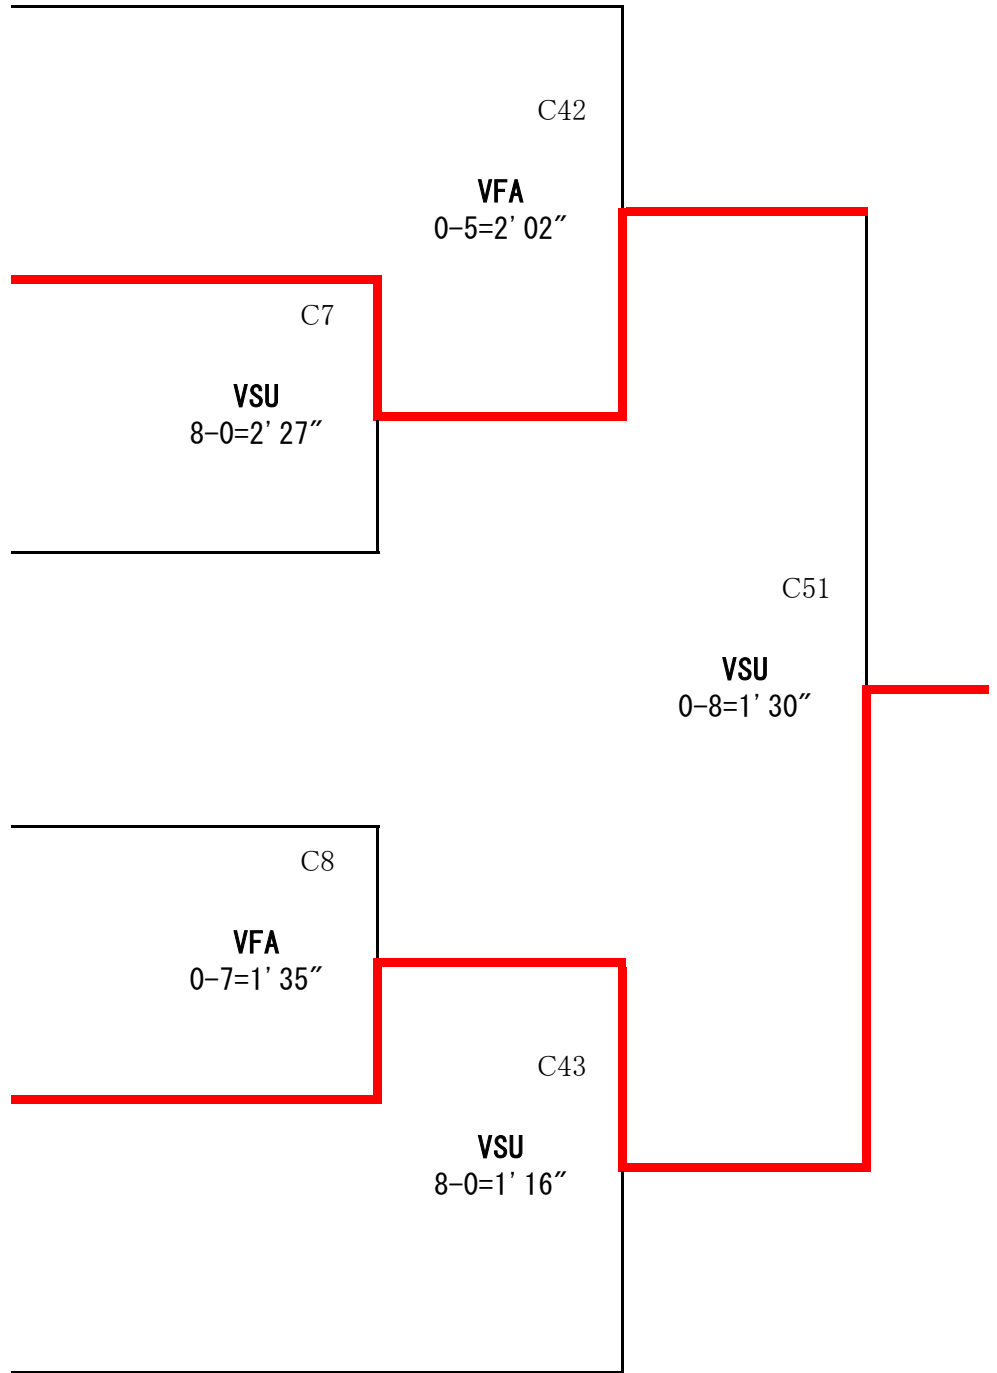 C42
VFA
0-5=2'02″
C7
VSU
8-0=2'27″
C51
VSU
0-8=1'30″
C8
VFA
0-7=1'35″
C43
VSU
8-0=1'16″